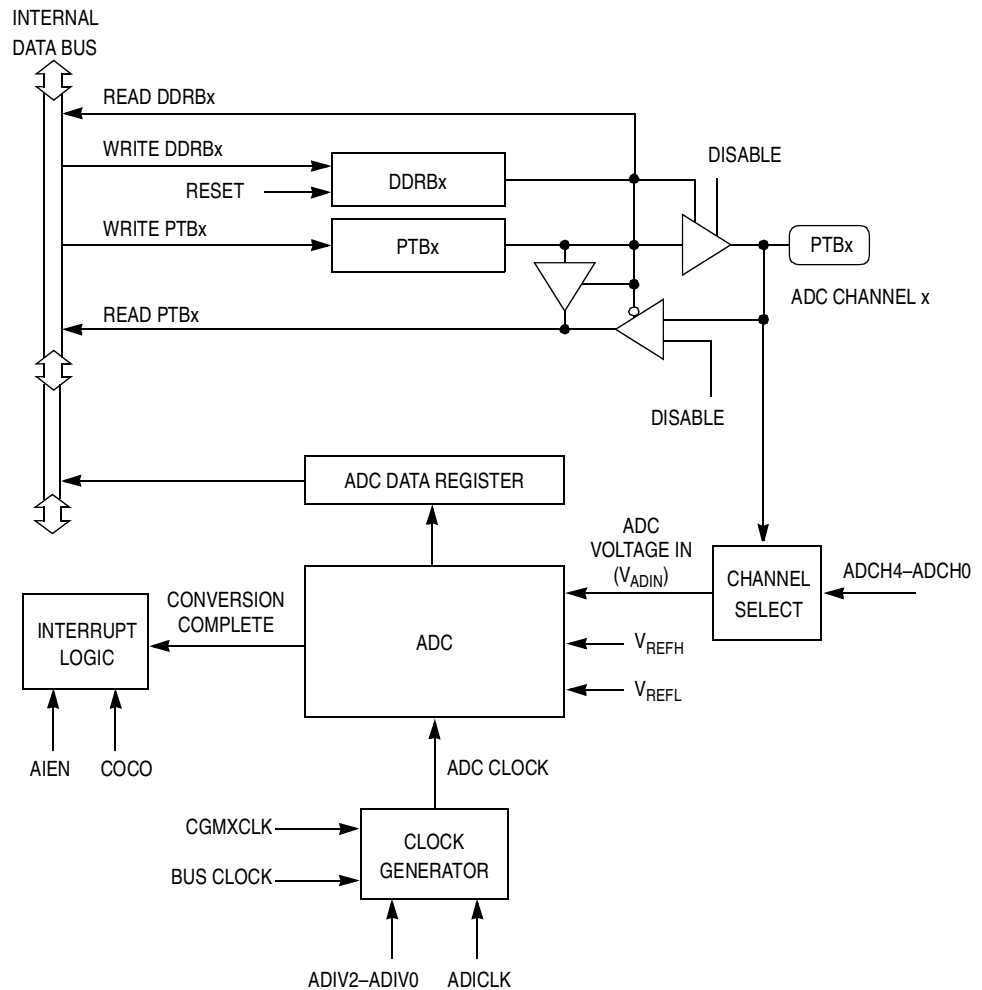 INTERNAL
DATA BUS
READ DDRBx
WRITE DDRBx
DISABLE
DDRBx
RESET
WRITE PTBx
PTBx
PTBx
ADC CHANNEL x
READ PTBx
DISABLE
ADC DATA REGISTER
ADC
VOLTAGE IN
(VADIN)
CHANNEL
SELECT
ADCH4–ADCH0
CONVERSION
COMPLETE
INTERRUPT
LOGIC
ADC
VREFH
VREFL
AIEN
COCO
ADC CLOCK
CGMXCLK
CLOCK
GENERATOR
BUS CLOCK
ADIV2–ADIV0
ADICLK